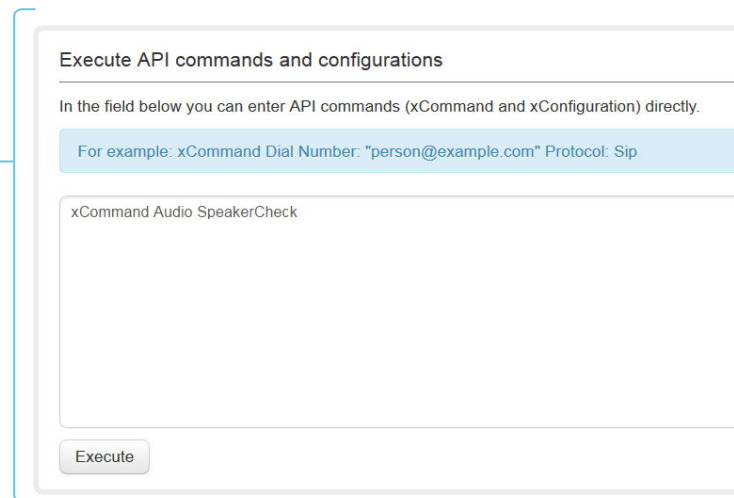 Execute API commands and configurations
In the field below you can enter API commands (xCommand and xConfiguration) directly.
For example: xCommand Dial Number: "person@example.com" Protocol: Sip
xCommand Audio SpeakerCheck
Execute